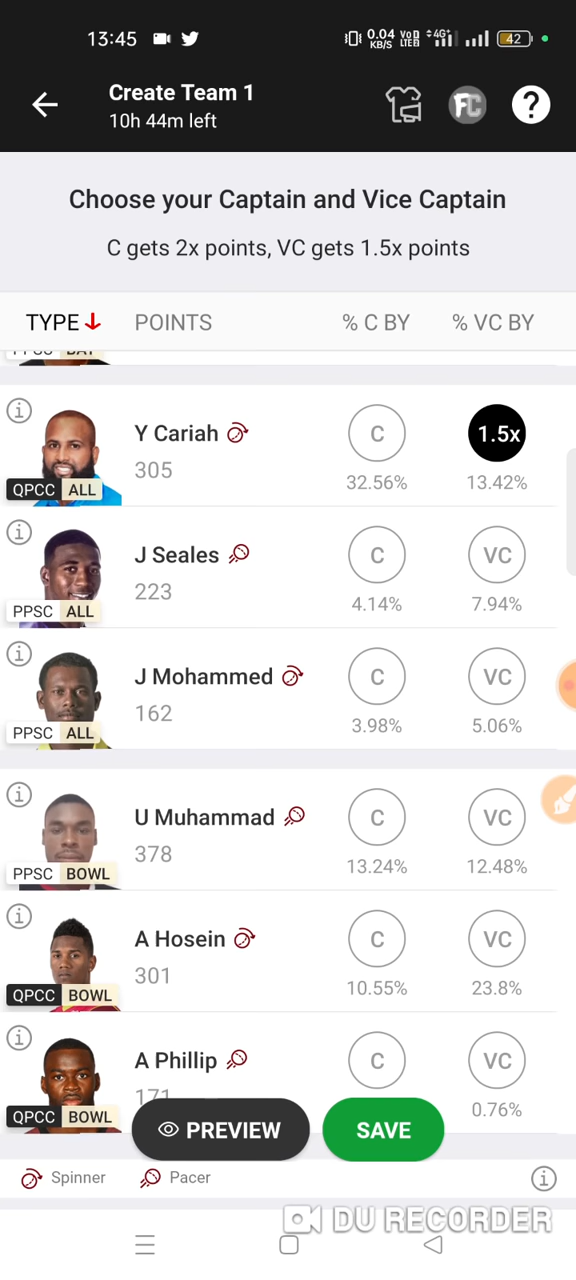 13:45
0.04 KB/S VoD LTED 4G+ 42
Create Team 1
10h 44m left
FC ?
Choose your Captain and Vice Captain
C gets 2x points, VC gets 1.5x points
TYPE POINTS % C BY % VC BY
Y Cariah
305
C 1.5x
32.56% 13.42%
QPCC ALL
J Seales
223
C VC
4.14% 7.94%
PPSC ALL
J Mohammed
162
C VC
3.98% 5.06%
PPSC ALL
U Muhammad
378
C VC
13.24% 12.48%
PPSC BOWL
A Hosein
301
C VC
10.55% 23.8%
QPCC BOWL
A Phillip
171
C VC
0.76%
QPCC BOWL
PREVIEW SAVE
Spinner Pacer
DU RECORDER